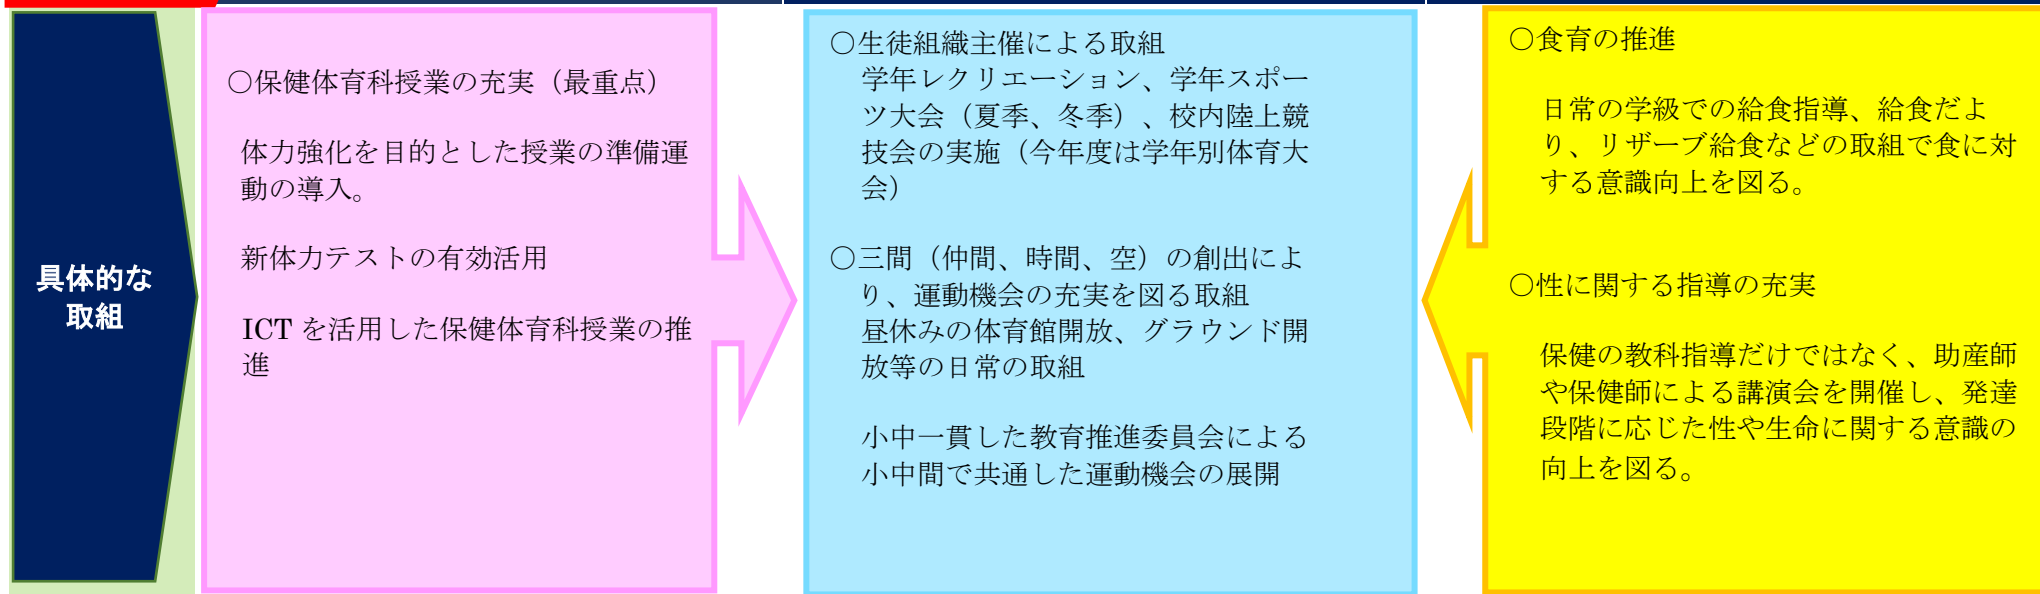 具体的な
取組
○保健体育科授業の充実（最重点）
体力強化を目的とした授業の準備運
動の導入。
新体力テストの有効活用
ICT を活用した保健体育科授業の推
進
○生徒組織主催による取組
学年レクリエーション、学年スポー
ツ大会（夏季、冬季）、校内陸上競
技会の実施（今年度は学年別体育大
会）
○三間（仲間、時間、空）の創出によ
り、運動機会の充実を図る取組
昼休みの体育館開放、グラウンド開
放等の日常の取組
小中一貫した教育推進委員会による
小中間で共通した運動機会の展開
○食育の推進
日常の学級での給食指導、給食だよ
り、リザーブ給食などの取組で食に対
する意識向上を図る。
○性に関する指導の充実
保健の教科指導だけではなく、助産師
や保健師による講演会を開催し、発達
段階に応じた性や生命に関する意識の
向上を図る。